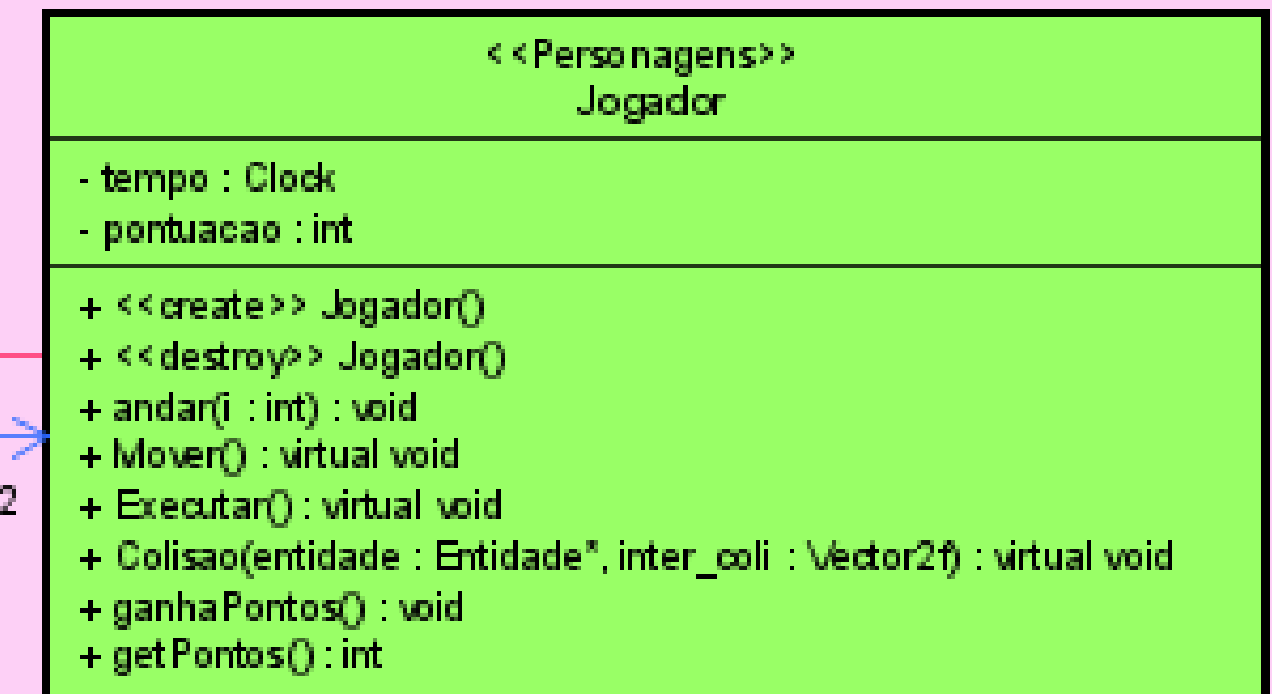 <<Personagens>>
Jogador
- tempo : Clock
- pontuacao : int
+ <<create>> Jogador()
+ <<destroy>> Jogador()
+ andar(i : int) : void
+ Mover() : virtual void
2
+ Executar() : virtual void
+ Colisao(entidade : Entidade*, inter_coli : Vector2f) : virtual void
+ ganhaPontos() : void
+ getPontos() : int